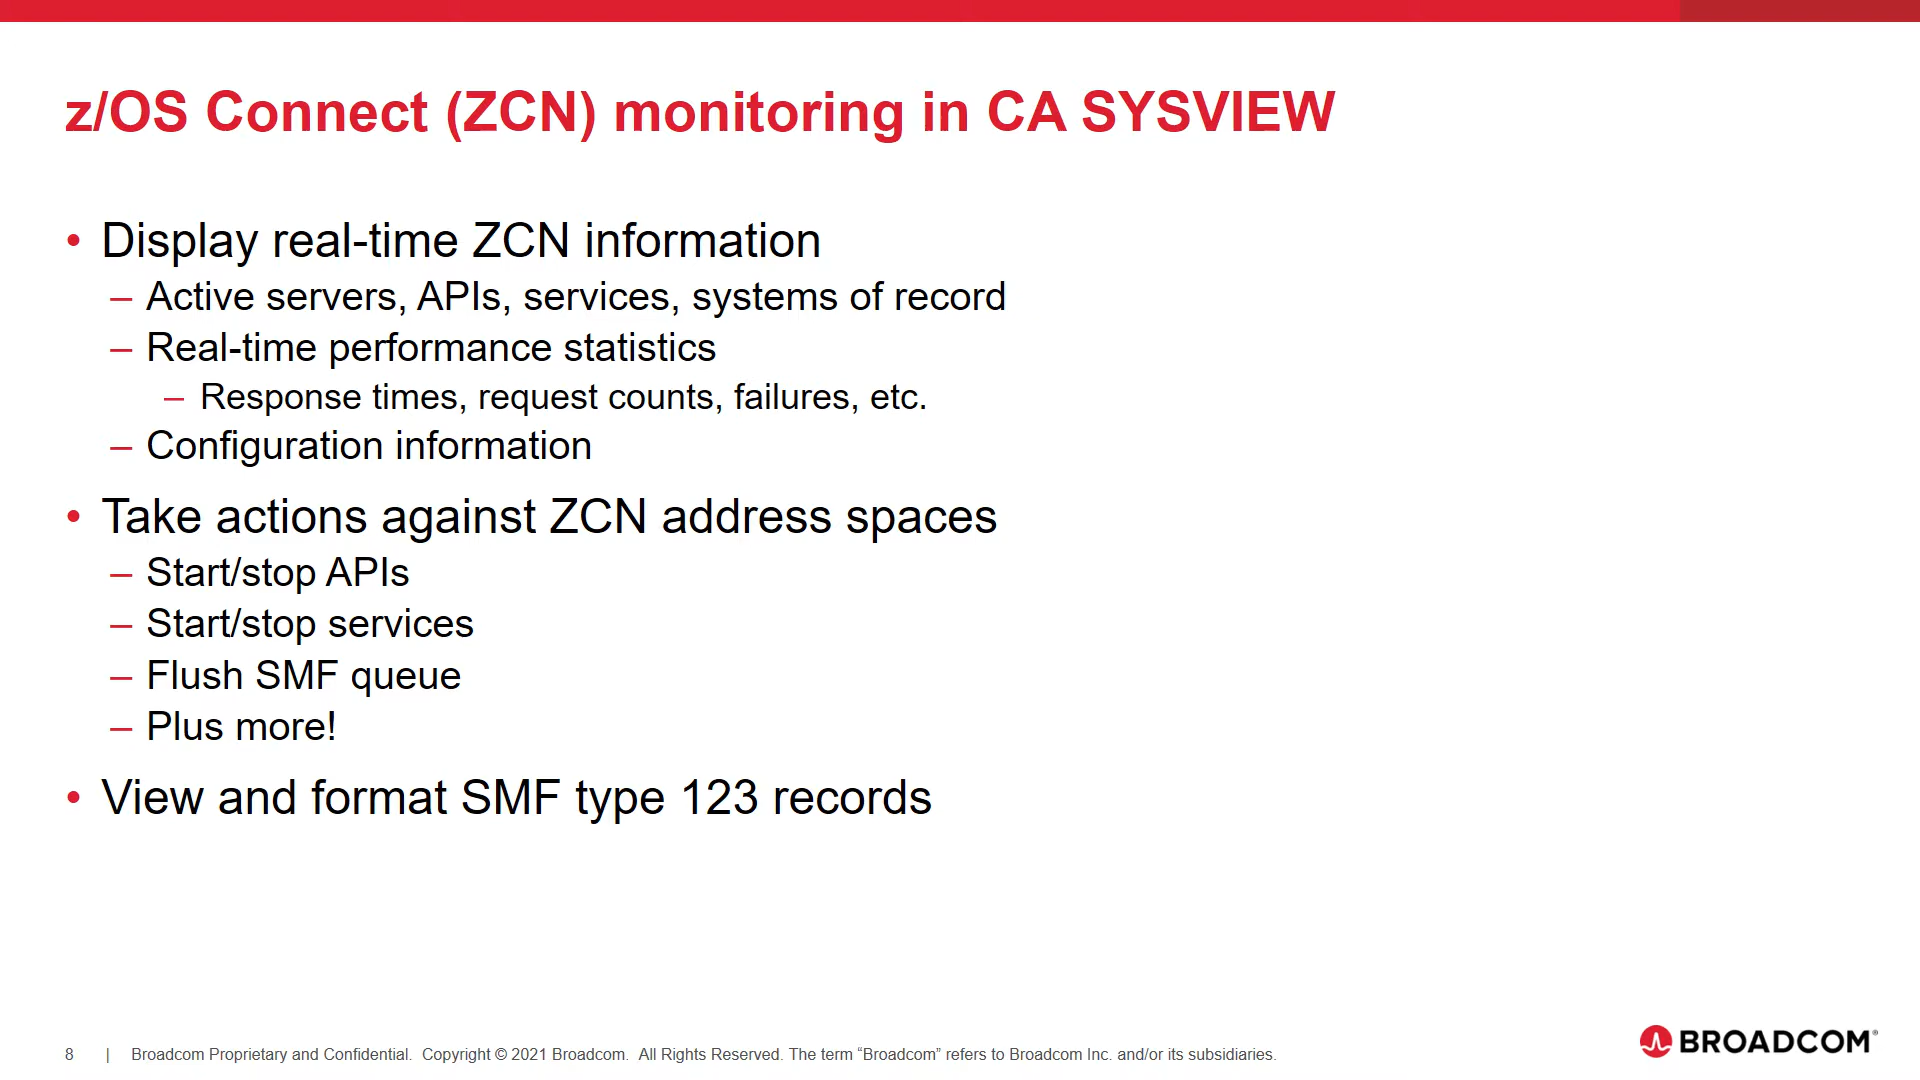 z/OS Connect (ZCN) monitoring in CA SYSVIEW
• Display real-time ZCN information
– Active servers, APIs, services, systems of record
– Real-time performance statistics
– Response times, request counts, failures, etc.
– Configuration information
• Take actions against ZCN address spaces
– Start/stop APIs
– Start/stop services
– Flush SMF queue
– Plus more!
• View and format SMF type 123 records
8 | Broadcom Proprietary and Confidential. Copyright © 2021 Broadcom. All Rights Reserved. The term “Broadcom” refers to Broadcom Inc. and/or its subsidiaries.
BROADCOM®